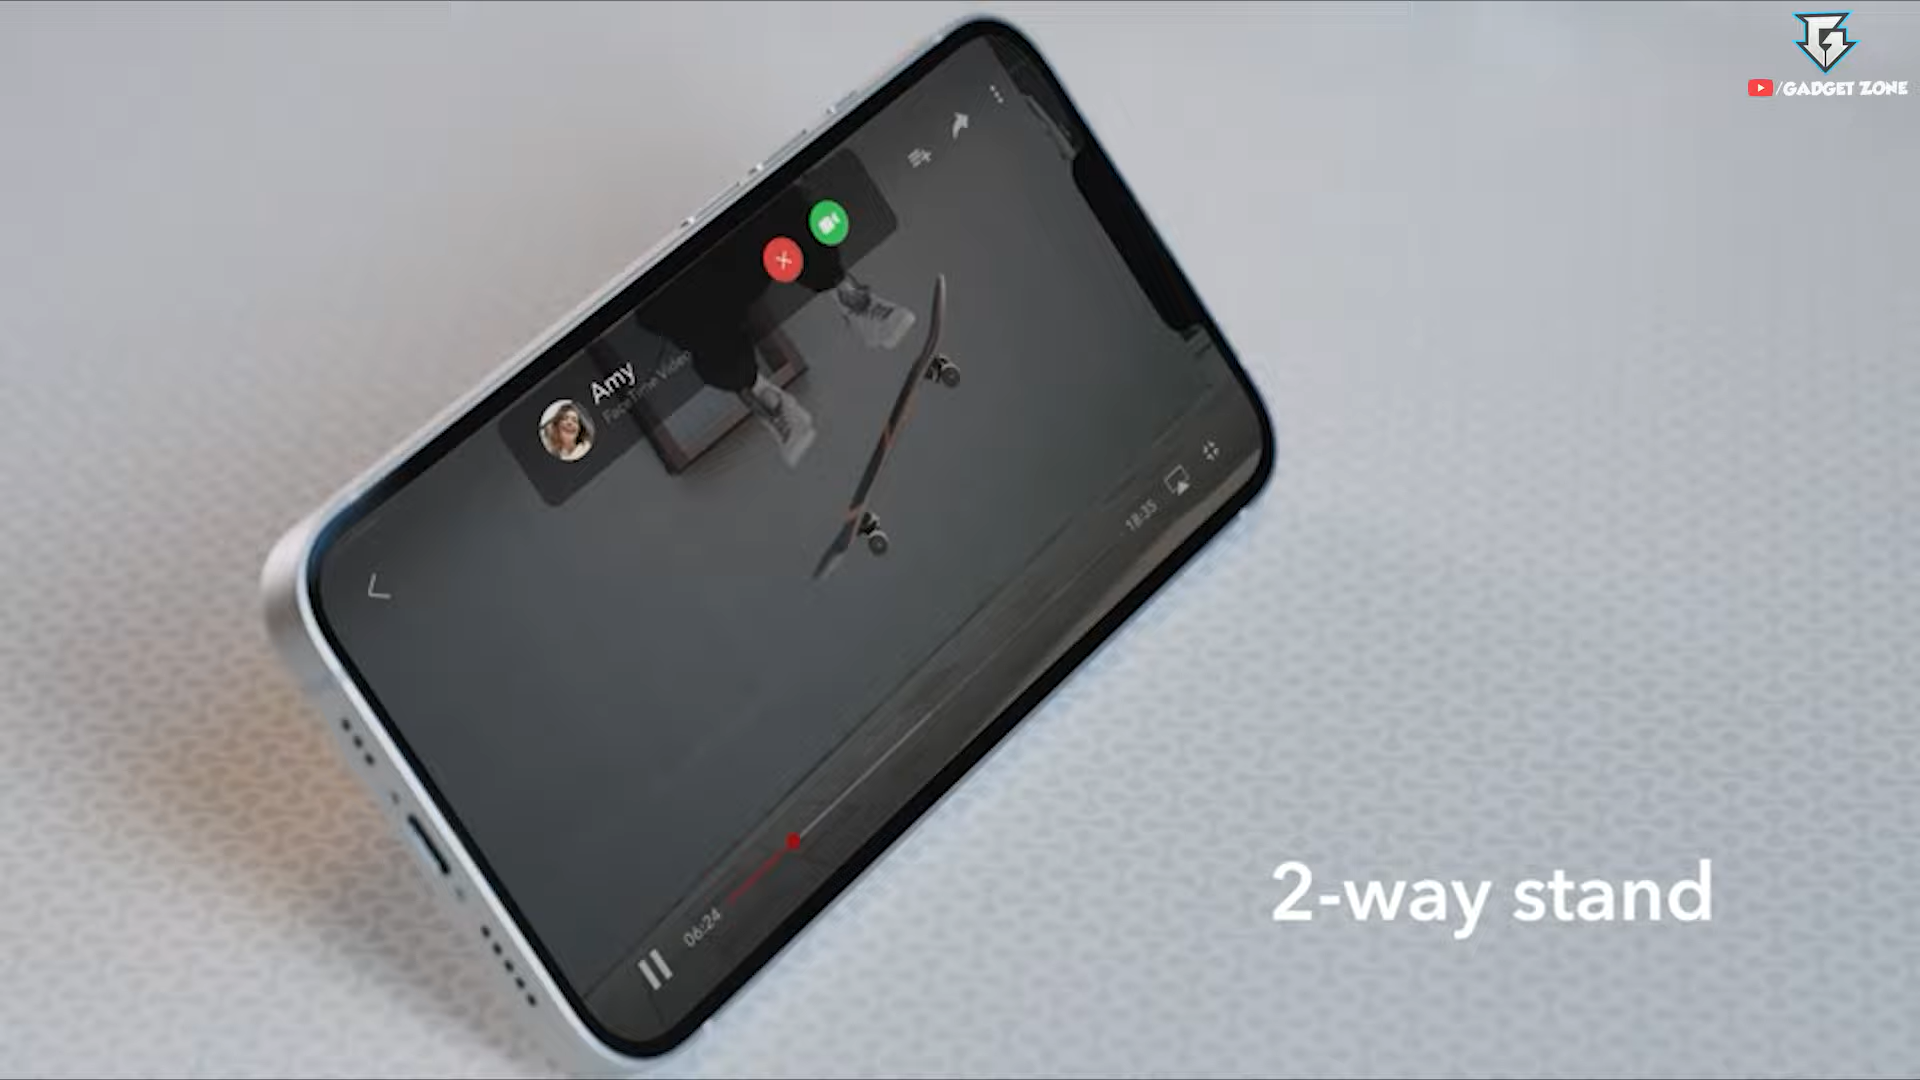 /GADGET ZONE
Amy
FaceTime Video
18:35
06:24
2-way stand